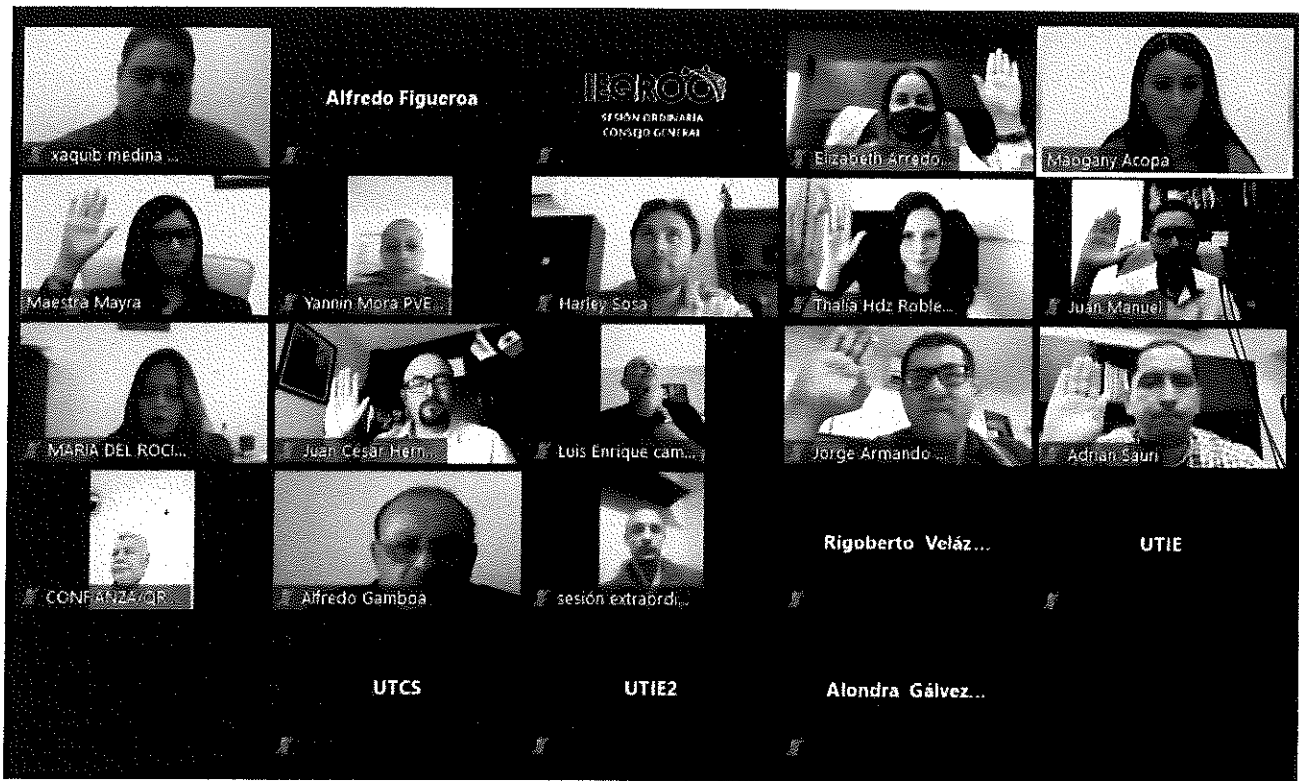 xaquib medina ...
Alfredo Figueroa
IEQROO
SESIÓN ORDINARIA
CONSEJO GENERAL
Elizabeth Arredo...
Maogany Acopa
Maestra Mayra
Yannin Mora PVE...
Harley Sosa
Thalia Hdz Roble...
Juan Manuel
MARIA DEL ROCI...
Juan César Hern...
Luis Enrique cam...
Jorge Armando ...
Adrian Sauri
CONFIANZA/QR...
Alfredo Gamboa
sesión extraordi...
Rigoberto Veláz...
UTIE
UTCS
UTIE2
Alondra Gálvez...